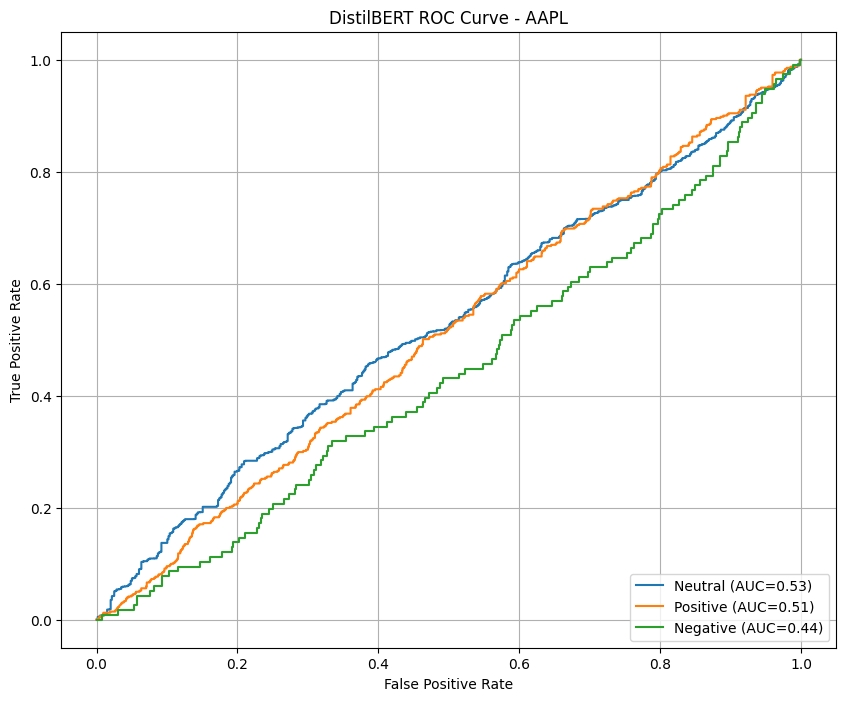 DistilBERT ROC Curve - AAPL
True Positive Rate
1.0
0.8
0.6
0.4
0.2
0.0
0.0 0.2 0.4 0.6 0.8 1.0
False Positive Rate
Neutral (AUC=0.53)
Positive (AUC=0.51)
Negative (AUC=0.44)